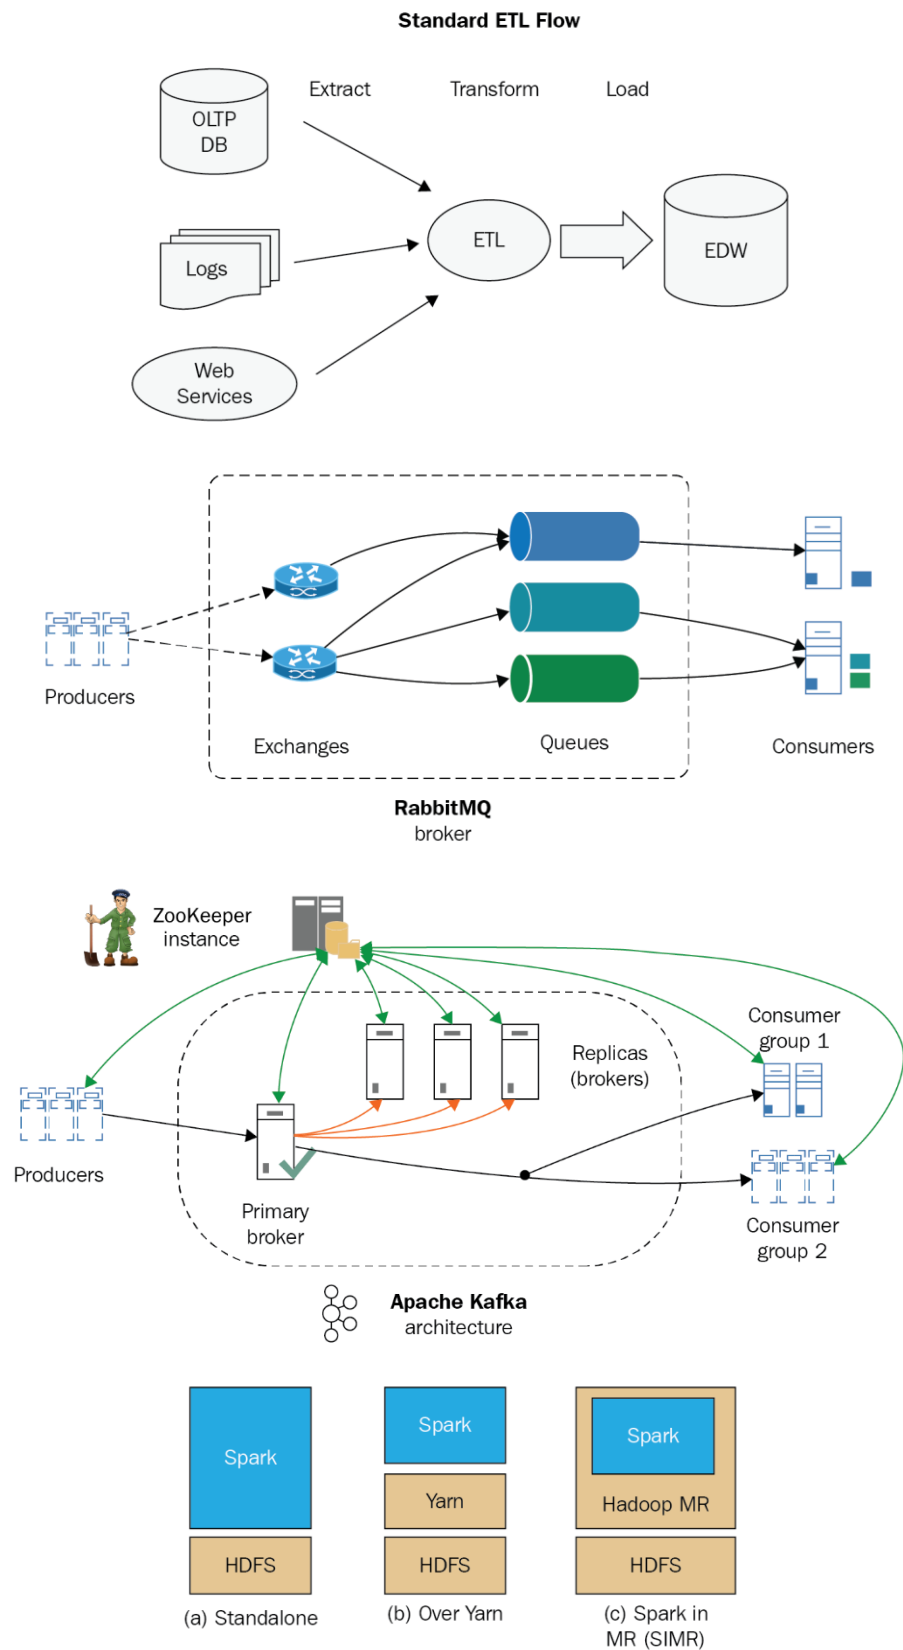 Standard ETL Flow
Extract
Transform
Load
OLTP
DB
Logs
Web
Services
ETL
EDW
Producers
Exchanges
Queues
Consumers
RabbitMQ
broker
ZooKeeper
instance
Replicas
(brokers)
Consumer
group 1
Producers
Primary
broker
Consumer
group 2
Apache Kafka
architecture
Spark
HDFS
(a) Standalone
Spark
Yarn
HDFS
(b) Over Yarn
Spark
Hadoop MR
HDFS
(c) Spark in
MR (SIMR)